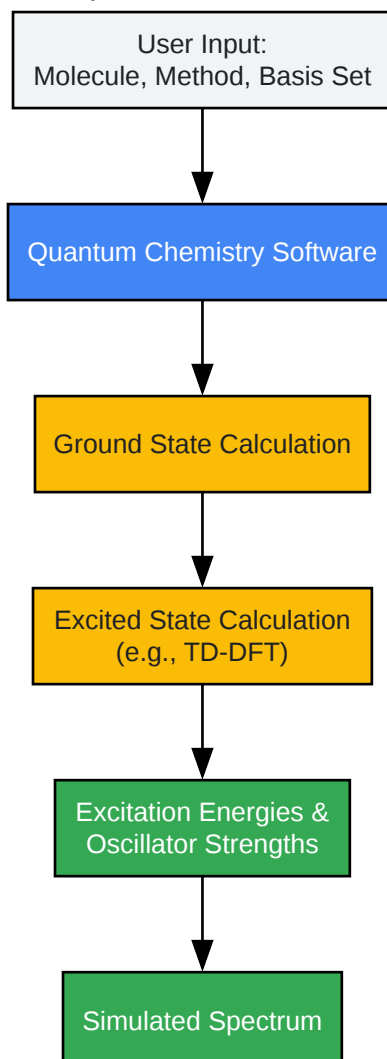 User Input:
Molecule, Method, Basis Set
Quantum Chemistry Software
Ground State Calculation
Excited State Calculation
(e.g., TD-DFT)
Excitation Energies &
Oscillator Strengths
Simulated Spectrum